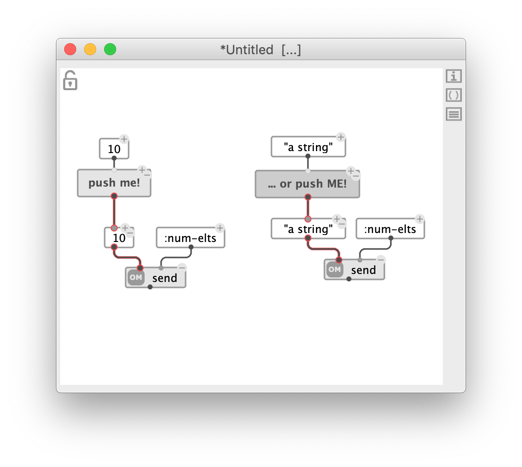 *Untitled [...]
10
"a string"
push me!
... or push ME!
10
:num-elts
"a string"
:num-elts
OM
send
OM
send